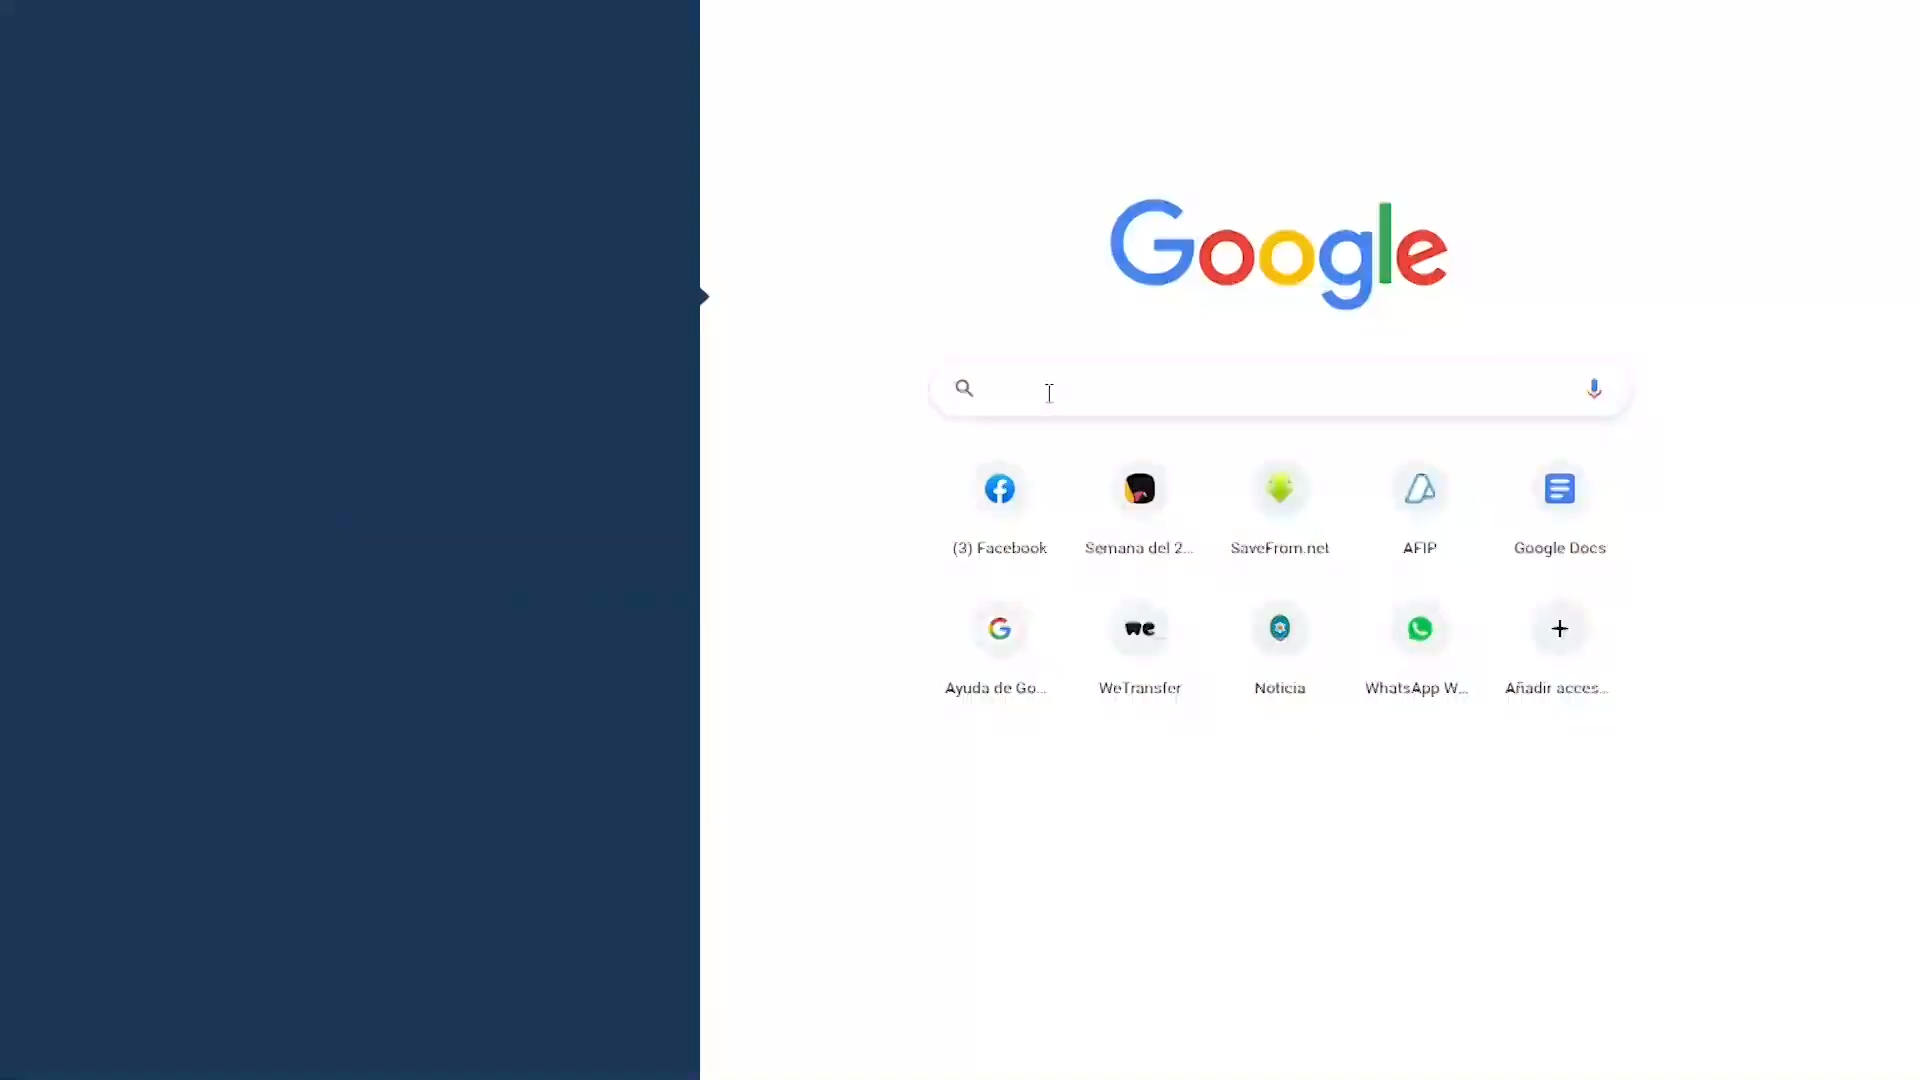 Google
(3) Facebook
Semana del 2...
SaveFrom.net
AFIP
Google Docs
we
Ayuda de Go...
WeTransfer
Noticia
WhatsApp W...
Añadir acces...